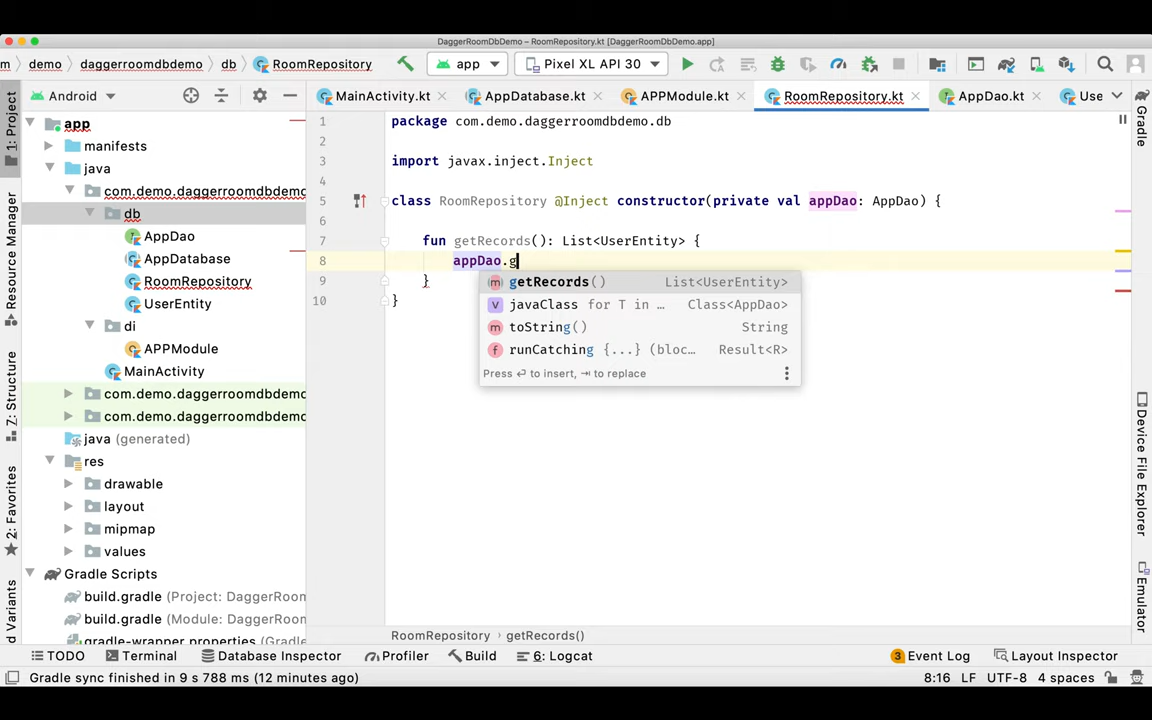 DaggerRoomDbDemo – RoomRepository.kt [DaggerRoomDbDemo.app]
m demo daggerroomdbdemo db RoomRepository app Pixel XL API 30
Android MainActivity.kt AppDatabase.kt APPModule.kt RoomRepository.kt AppDao.kt Use
1: Project
Resource Manager
Z: Structure
2: Favorites
d Variants
app
manifests
java
com.demo.daggerroomdbdemo
db
AppDao
AppDatabase
RoomRepository
UserEntity
di
APPModule
MainActivity
com.demo.daggerroomdbdemo
com.demo.daggerroomdbdemo
java (generated)
res
drawable
layout
mipmap
values
Gradle Scripts
build.gradle (Project: DaggerRoom
build.gradle (Module: DaggerRoomD
gradle-wrapper.properties (Gradle
1 package com.demo.daggerroomdbdemo.db
2
3 import javax.inject.Inject
4
5 class RoomRepository @Inject constructor(private val appDao: AppDao) {
6
7 fun getRecords(): List<UserEntity> {
8 appDao.g
9 }
10 }
getRecords() List<UserEntity>
javaClass for T in … Class<AppDao>
toString() String
runCatching {...} (bloc… Result<R>
Press ↩ to insert, ⇥ to replace
Gradle
Device File Explorer
Emulator
RoomRepository › getRecords()
TODO Terminal Database Inspector Profiler Build 6: Logcat 3 Event Log Layout Inspector
Gradle sync finished in 9 s 788 ms (12 minutes ago) 8:16 LF UTF-8 4 spaces